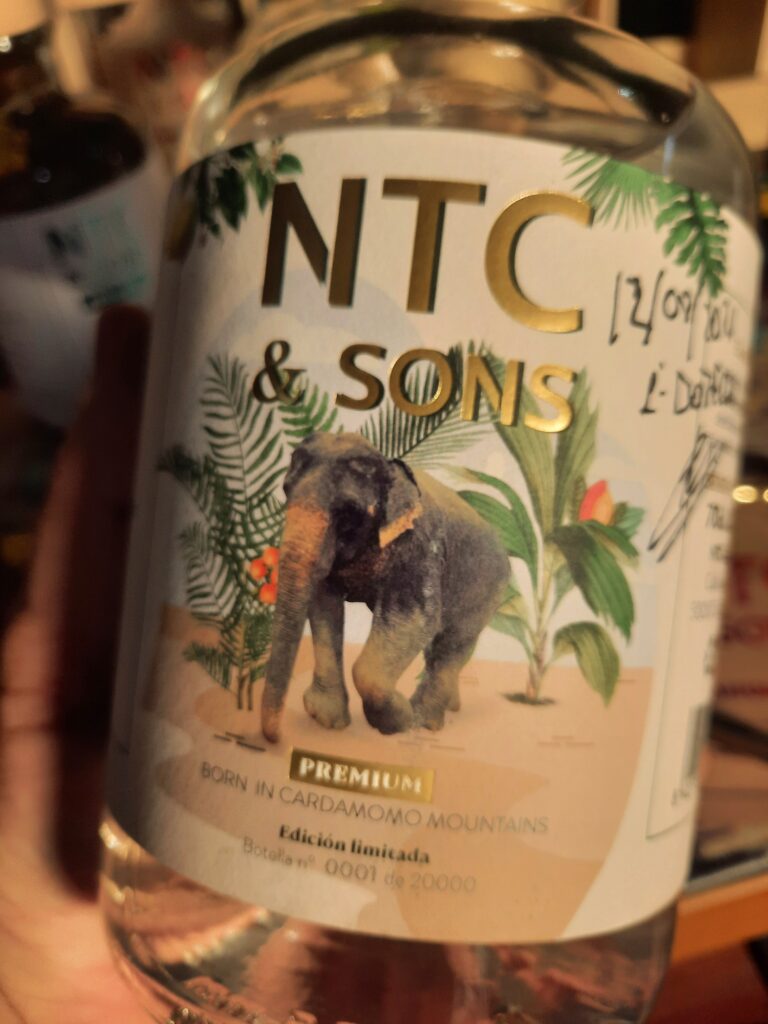 NTC
& SONS
PREMIUM
BORN IN CARDAMOMO MOUNTAINS
Edición limitada
Botella nº 0001 de 20000